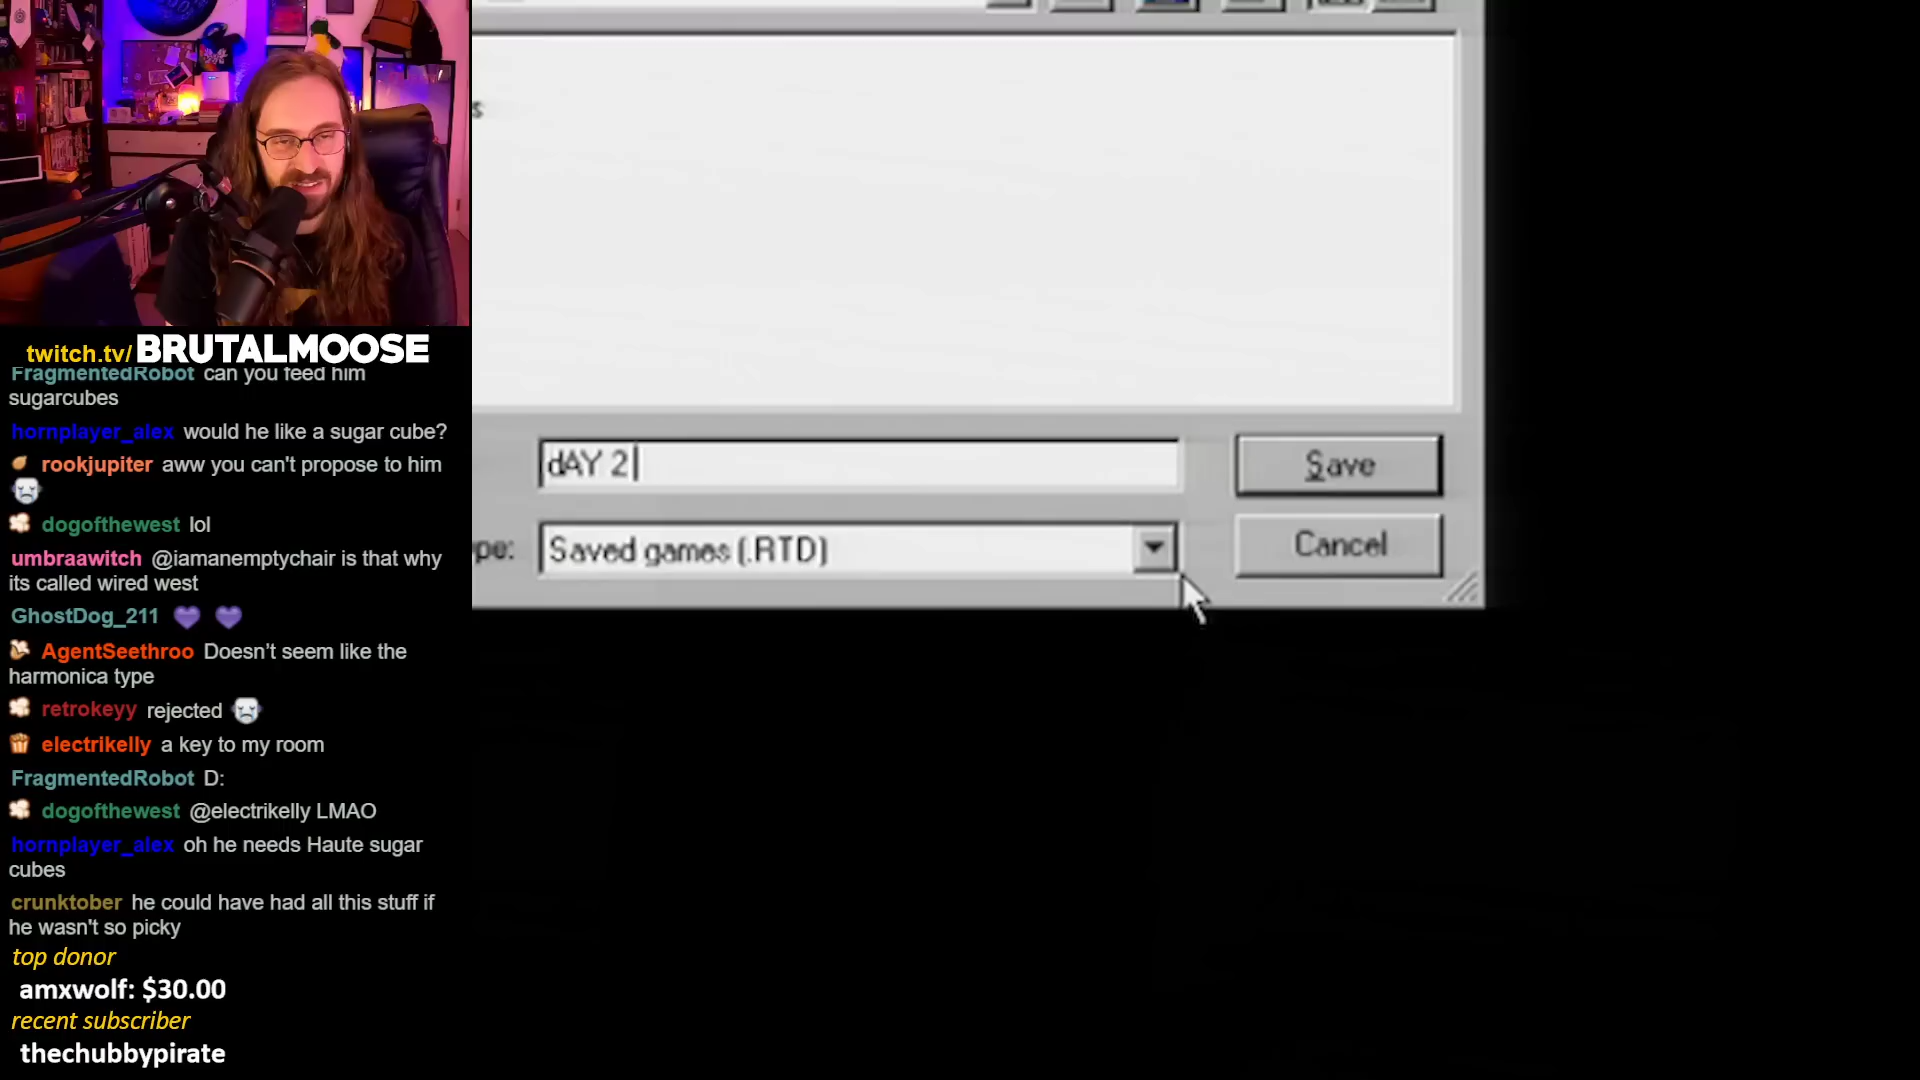 twitch.tv/BRUTALMOOSE
FragmentedRobot can you feed him
sugarcubes
hornplayer_alex would he like a sugar cube?
rookjupiter aww you can't propose to him
dogofthewest lol
umbraawitch @iamanemptychair is that why
its called wired west
GhostDog_211
AgentSeethroo Doesn't seem like the
harmonica type
retrokeyy rejected
electrikelly a key to my room
FragmentedRobot D:
dogofthewest @electrikelly LMAO
hornplayer_alex oh he needs Haute sugar
cubes
crunktober he could have had all this stuff if
he wasn't so picky
top donor
amxwolf: $30.00
recent subscriber
thechubbypirate
s
dAY 2
Save
pe: Saved games (.RTD)
Cancel